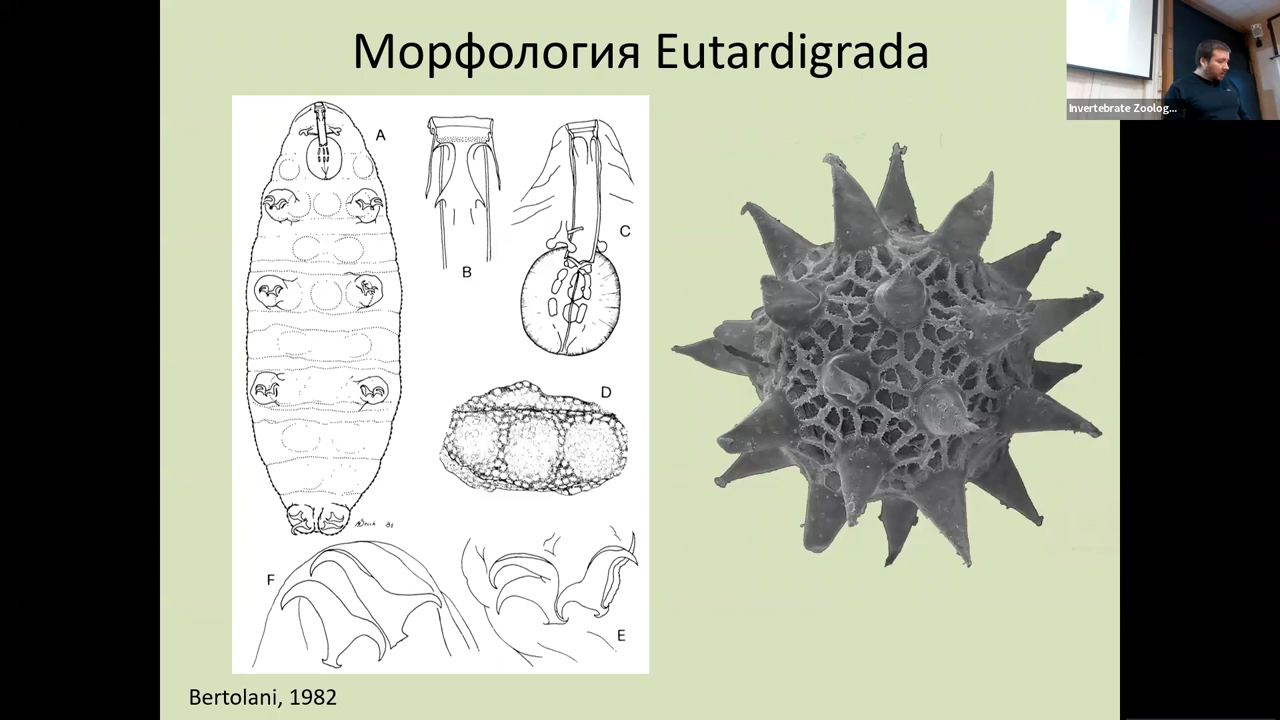 Морфология Eutardigrada
Invertebrate Zoolog...
A
B
C
D
F
E
Bertolani, 1982